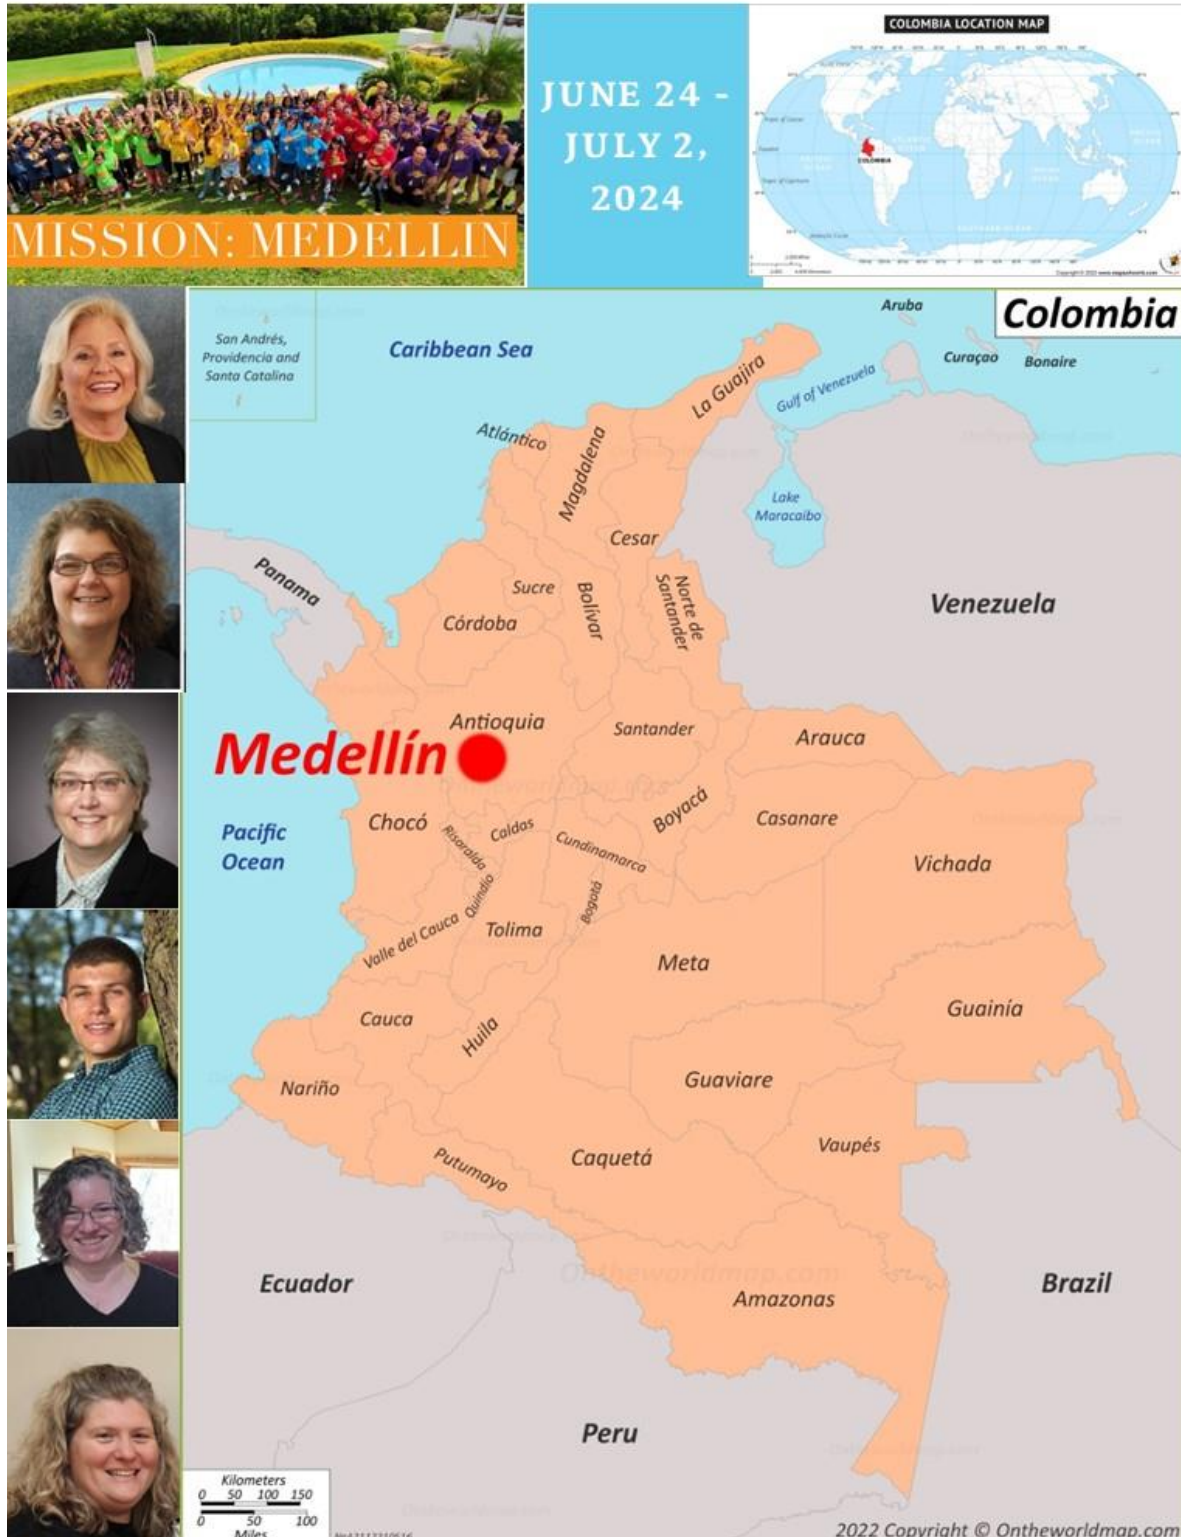 MISSION: MEDELLIN
JUNE 24 -
JULY 2,
2024
COLOMBIA LOCATION MAP
COLOMBIA
Colombia
San Andrés,
Providencia and
Santa Catalina
Caribbean Sea
Aruba
Curaçao
Bonaire
Gulf of Venezuela
La Guajira
Atlántico
Magdalena
Lake
Maracaibo
Cesar
Panama
Sucre
Bolívar
Norte de
Santander
Venezuela
Córdoba
Antioquia
Santander
Arauca
Medellín
Chocó
Risaralda
Caldas
Cundinamarca
Boyacá
Casanare
Pacific
Ocean
Vichada
Quindío
Bogotá
Valle del Cauca
Tolima
Meta
Cauca
Huila
Guainía
Nariño
Guaviare
Putumayo
Caquetá
Vaupés
Ecuador
Ontheworldmap.com
Amazonas
Brazil
Peru
Kilometers
0 50 100 150
0 50 100
Miles
2022 Copyright © Ontheworldmap.com